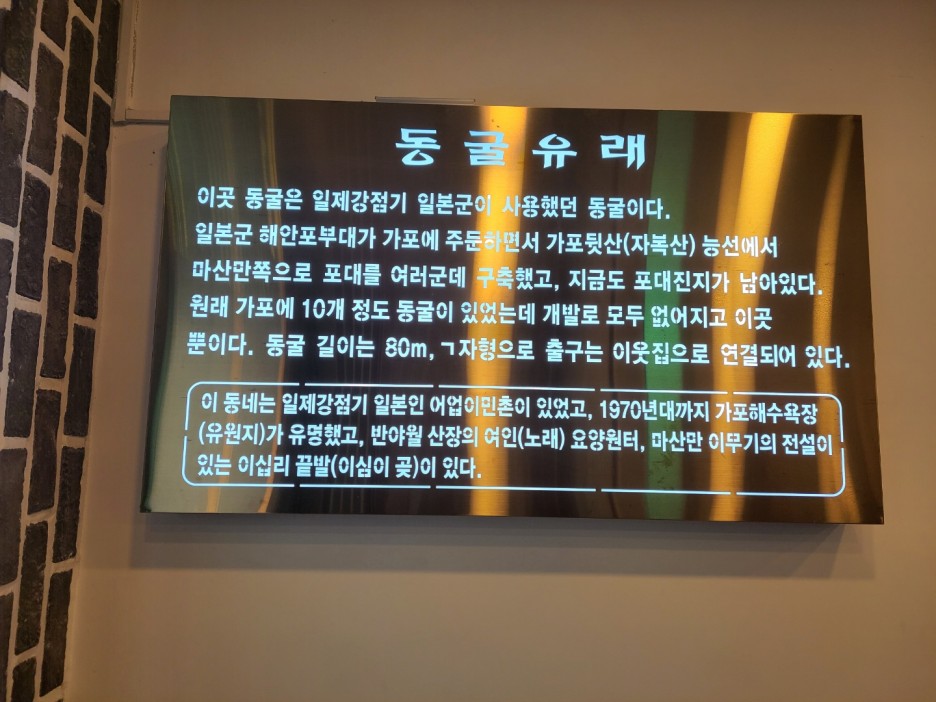 동굴유래
이곳 동굴은 일제강점기 일본군이 사용했던 동굴이다.
일본군 해안포부대가 가포에 주둔하면서 가포뒷산(자복산) 능선에서
마산만쪽으로 포대를 여러군데 구축했고, 지금도 포대진지가 남아있다.
원래 가포에 10개 정도 동굴이 있었는데 개발로 모두 없어지고 이곳
뿐이다. 동굴 길이는 80m,ㄱ자형으로 출구는 이웃집으로 연결되어 있다.
이 동네는 일제강점기 일본인 어업이민촌이 있었고, 1970년대까지 가포해수욕장
(유원지)가 유명했고, 반야월 산장의 여인(노래) 요양원터, 마산만 이무기의 전설이
있는 이십리 끝발(이심이 곶)이 있다.